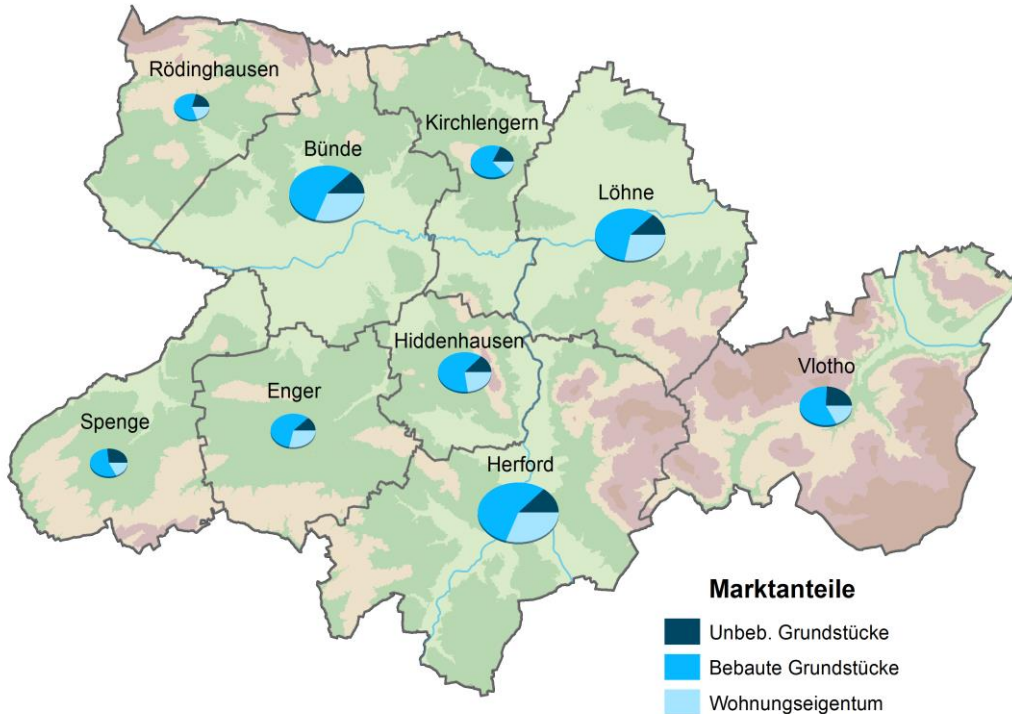 Rödinghausen
Kirchlengern
Bünde
Löhne
Hiddenhausen
Vlotho
Enger
Spenge
Herford
Marktanteile
Unbeb. Grundstücke
Bebaute Grundstücke
Wohnungseigentum